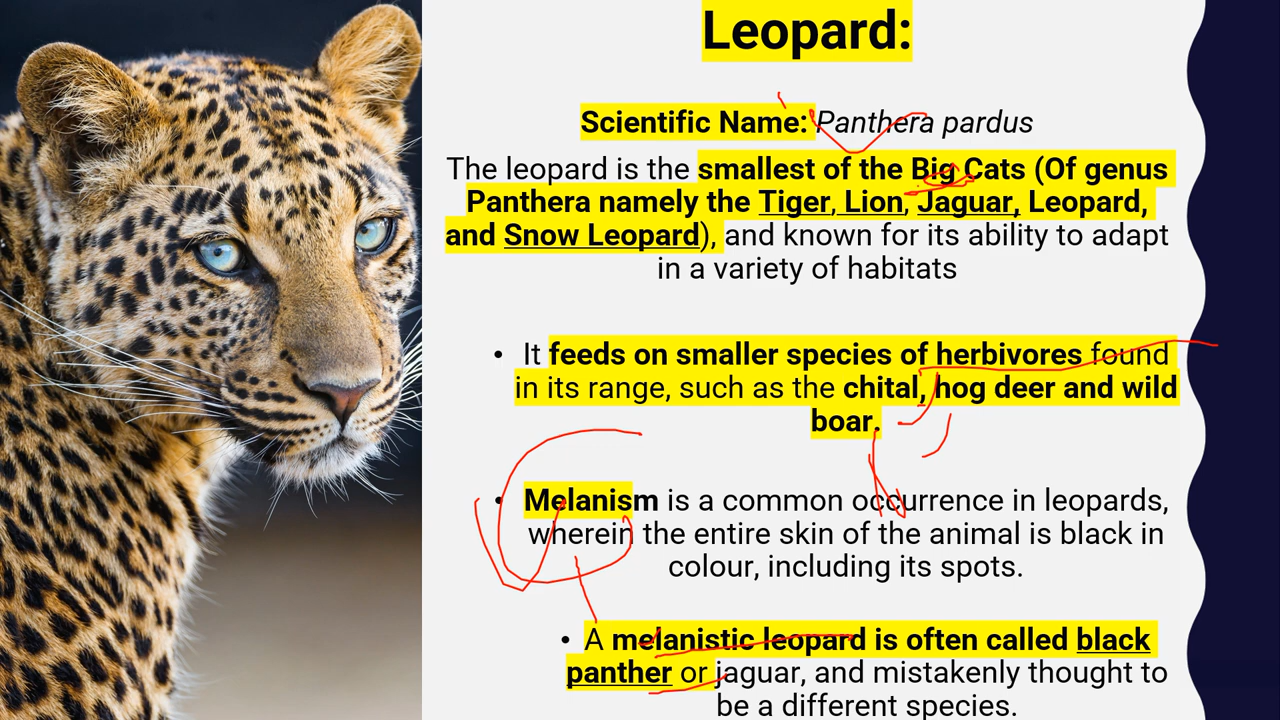 Leopard:
Scientific Name: Panthera pardus
The leopard is the smallest of the Big Cats (Of genus
Panthera namely the Tiger, Lion, Jaguar, Leopard,
and Snow Leopard), and known for its ability to adapt
in a variety of habitats
• It feeds on smaller species of herbivores found
in its range, such as the chital, hog deer and wild
boar.
• Melanism is a common occurrence in leopards,
wherein the entire skin of the animal is black in
colour, including its spots.
• A melanistic leopard is often called black
panther or jaguar, and mistakenly thought to
be a different species.